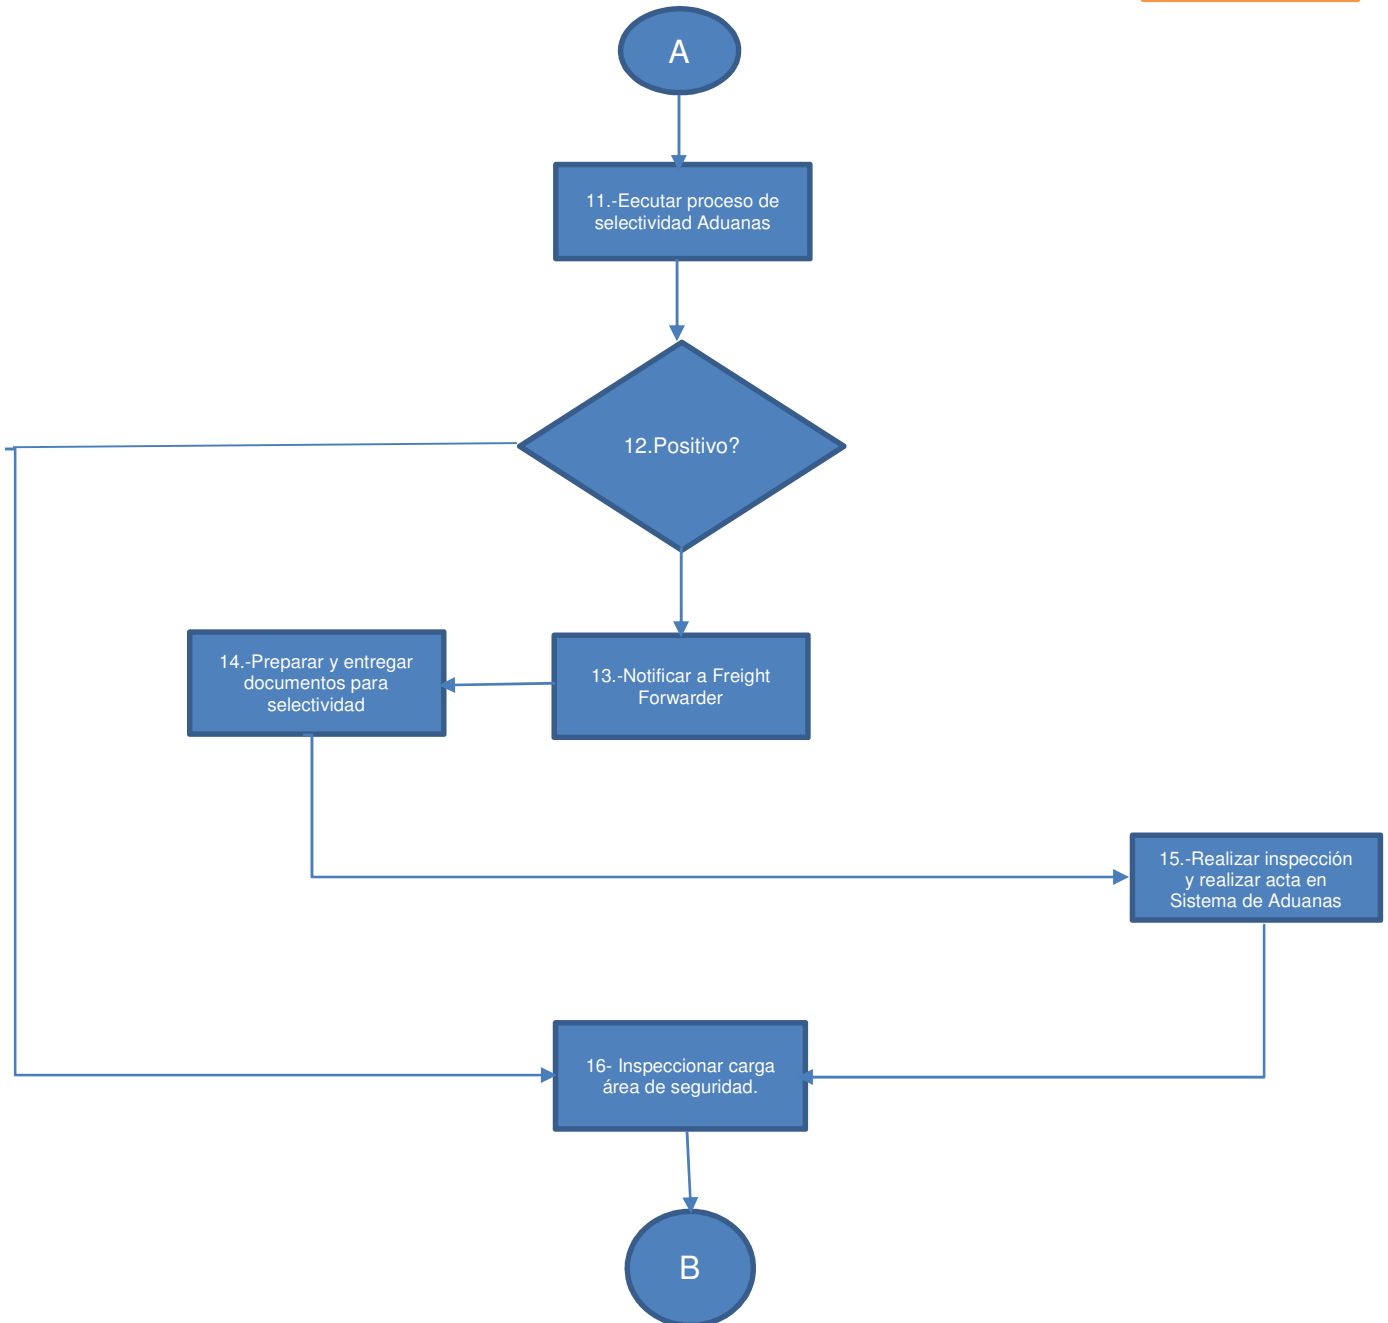 A
11.-Eecutar proceso de
selectividad Aduanas
12.Positivo?
14.-Preparar y entregar
documentos para
selectividad
13.-Notificar a Freight
Forwarder
15.-Realizar inspección
y realizar acta en
Sistema de Aduanas
16- Inspeccionar carga
área de seguridad.
B